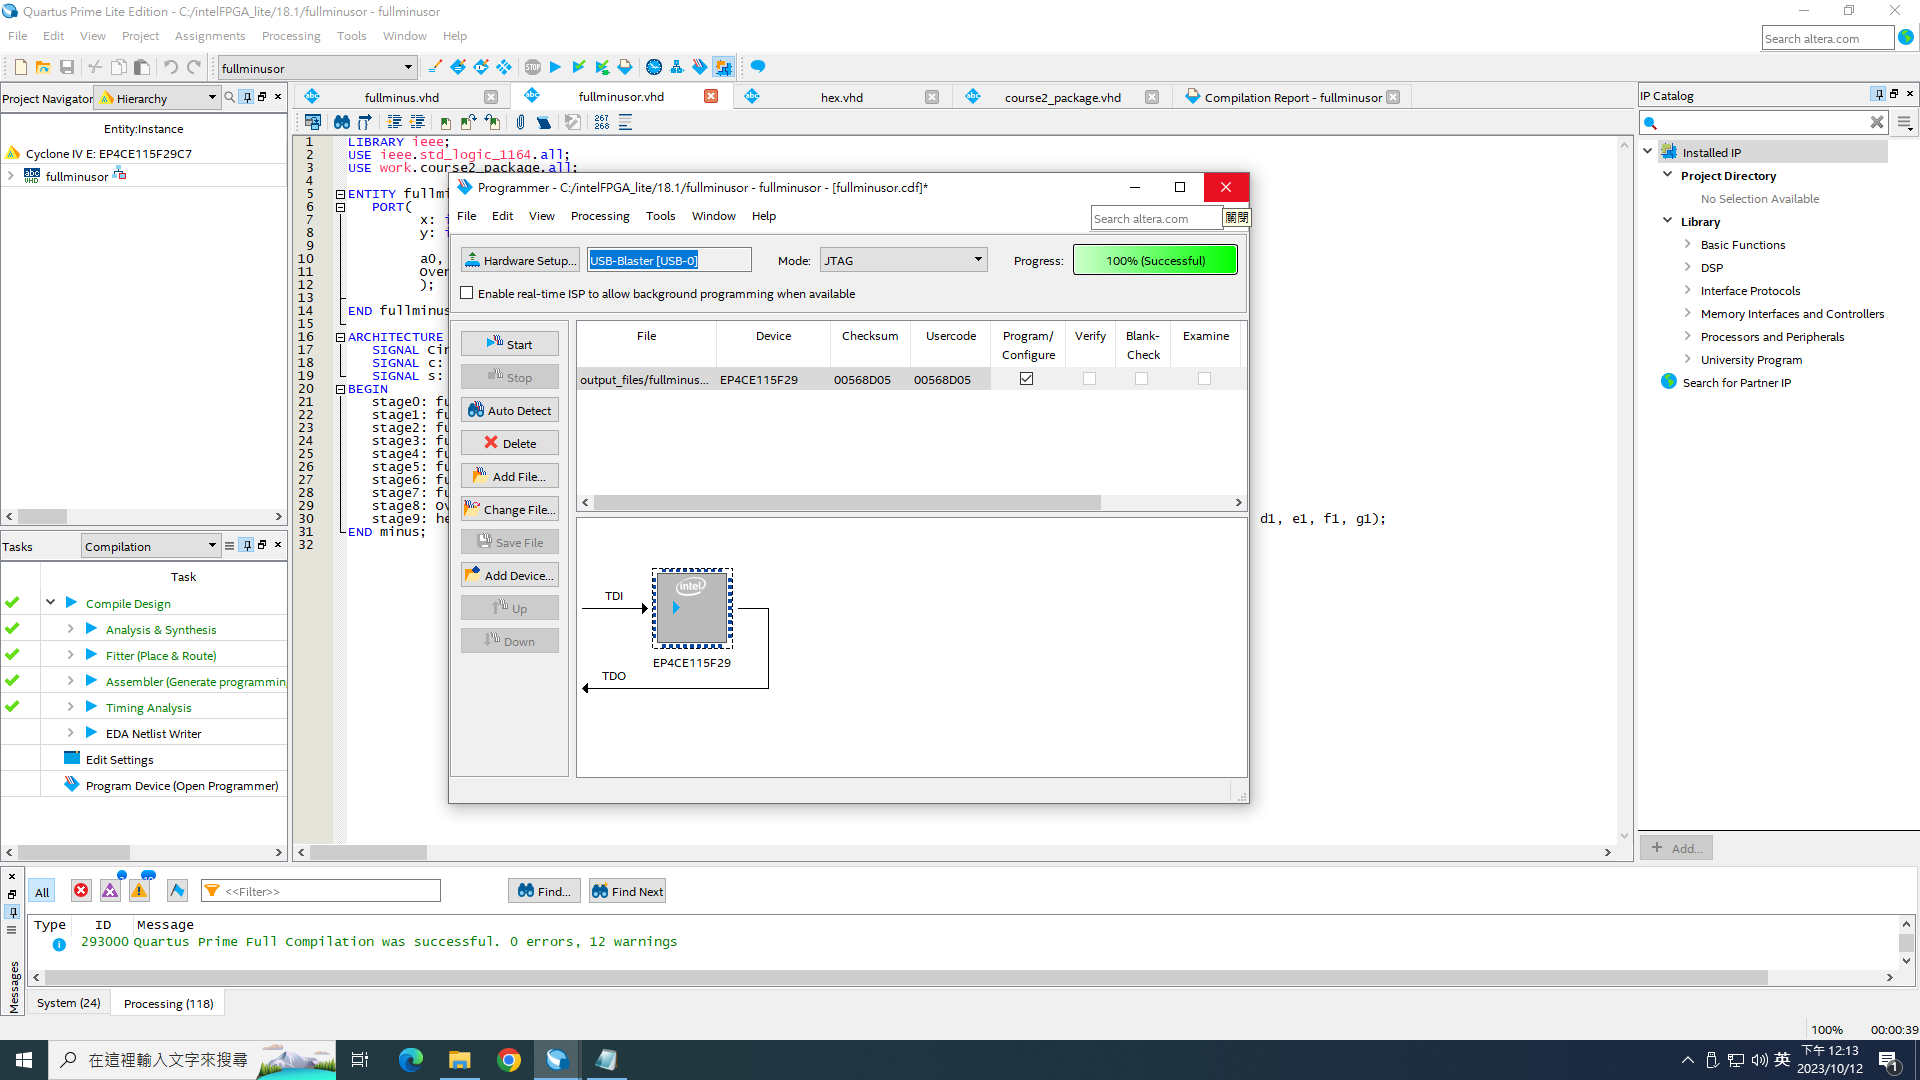 Quartus Prime Lite Edition - C:/intelFPGA_lite/18.1/fullminusor - fullminusor
File Edit View Project Assignments Processing Tools Window Help
Search altera.com
fullminusor
Project Navigator Hierarchy
fullminus.vhd fullminusor.vhd hex.vhd course2_package.vhd Compilation Report - fullminusor
IP Catalog
Entity:Instance
Cyclone IV E: EP4CE115F29C7
fullminusor
267
268
1 LIBRARY ieee;
2 USE ieee.std_logic_1164.all;
3 USE work.course2_package.all;
4
5 ENTITY fullmi
6 PORT(
7 x:
8 y:
9
10 a0,
11 Over
12 );
13
14 END fullminus
15
16 ARCHITECTURE
17 SIGNAL Cin
18 SIGNAL c:
19 SIGNAL s:
20 BEGIN
21 stage0: fu
22 stage1: fu
23 stage2: fu
24 stage3: fu
25 stage4: fu
26 stage5: fu
27 stage6: fu
28 stage7: fu
29 stage8: Ov
30 stage9: he d1, e1, f1, g1);
31 END minus;
32
Programmer - C:/intelFPGA_lite/18.1/fullminusor - fullminusor - [fullminusor.cdf]*
File Edit View Processing Tools Window Help
Search altera.com
關閉
Hardware Setup... USB-Blaster [USB-0] Mode: JTAG Progress: 100% (Successful)
Enable real-time ISP to allow background programming when available
Start
Stop
Auto Detect
Delete
Add File...
Change File...
Save File
Add Device...
Up
Down
File Device Checksum Usercode Program/ Configure Verify Blank- Check Examine
output_files/fullminus... EP4CE115F29 00568D05 00568D05
TDI
intel
EP4CE115F29
TDO
Installed IP
Project Directory
No Selection Available
Library
Basic Functions
DSP
Interface Protocols
Memory Interfaces and Controllers
Processors and Peripherals
University Program
Search for Partner IP
+ Add...
Tasks Compilation
Task
Compile Design
Analysis & Synthesis
Fitter (Place & Route)
Assembler (Generate programmin
Timing Analysis
EDA Netlist Writer
Edit Settings
Program Device (Open Programmer)
All <<Filter>> Find... Find Next
Type ID Message
293000 Quartus Prime Full Compilation was successful. 0 errors, 12 warnings
Messages
System (24) Processing (118)
100% 00:00:39
在這裡輸入文字來搜尋
英
下午 12:13
2023/10/12
1